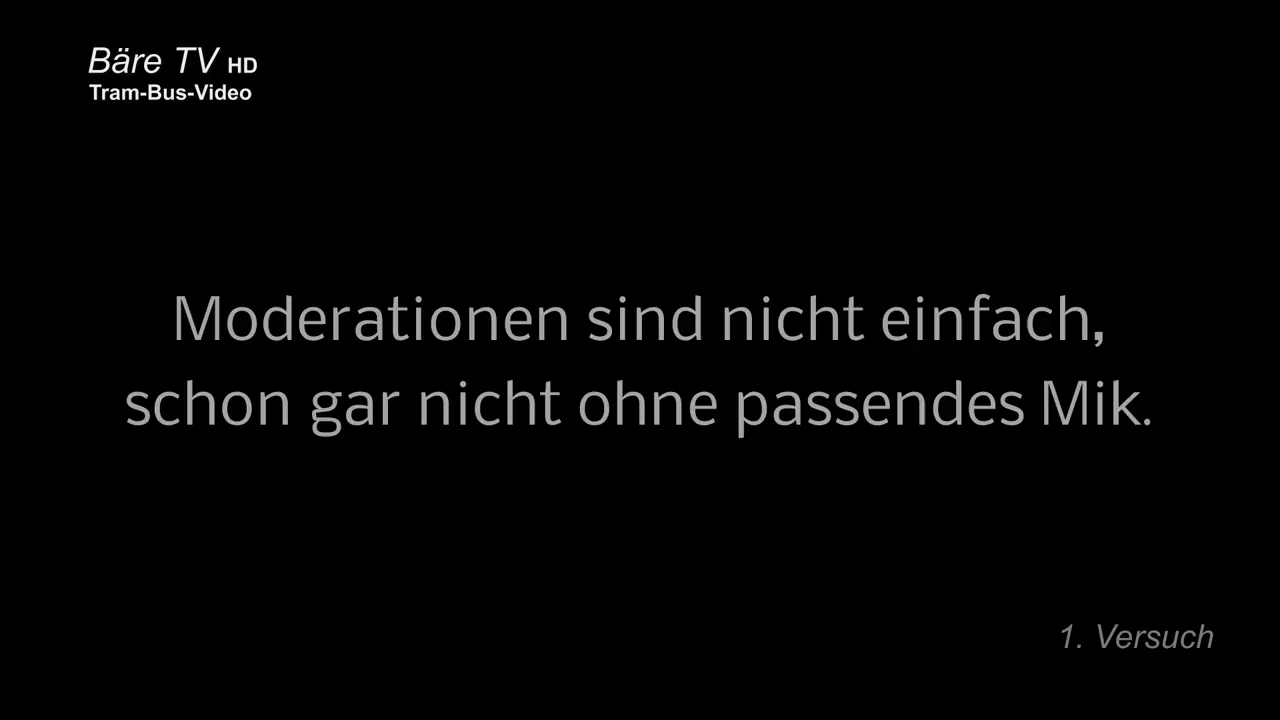 Bäre TV HD
Tram-Bus-Video
Moderationen sind nicht einfach,
schon gar nicht ohne passendes Mik.
1. Versuch